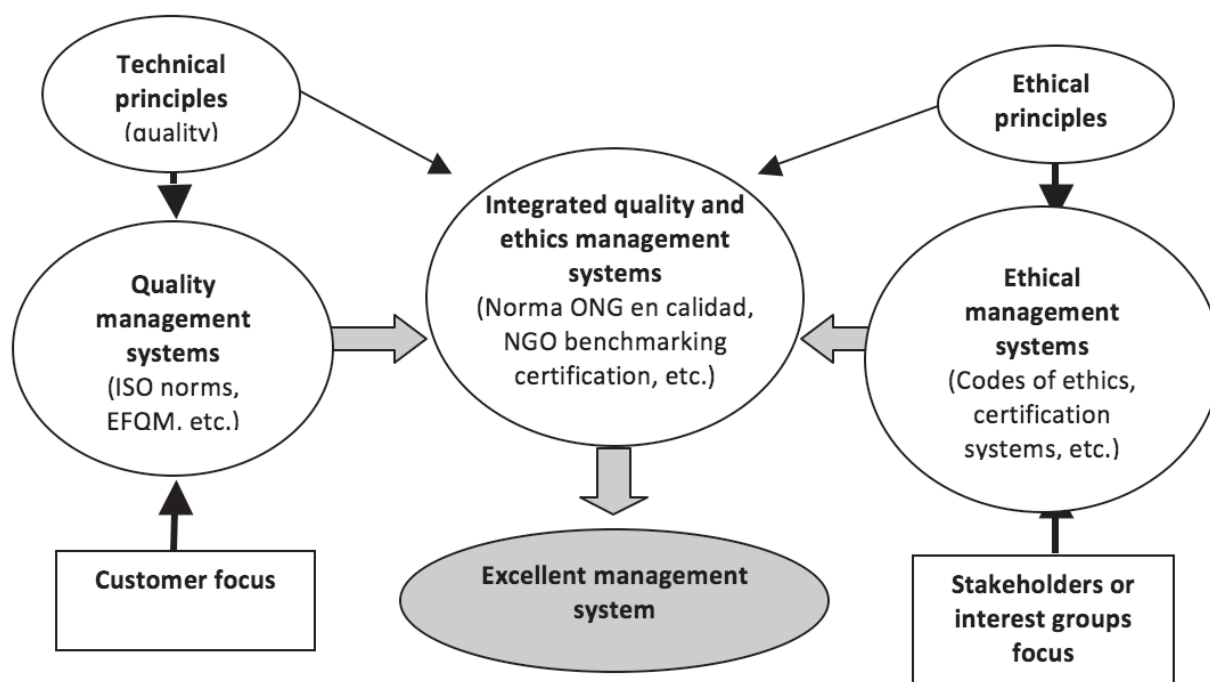 Technical
principles
(quality)
Ethical
principles
Integrated quality and
ethics management
systems
(Norma ONG en calidad,
NGO benchmarking
certification, etc.)
Quality
management
systems
(ISO norms,
EFQM, etc.)
Ethical
management
systems
(Codes of ethics,
certification
systems, etc.)
Customer focus
Excellent management
system
Stakeholders or
interest groups
focus